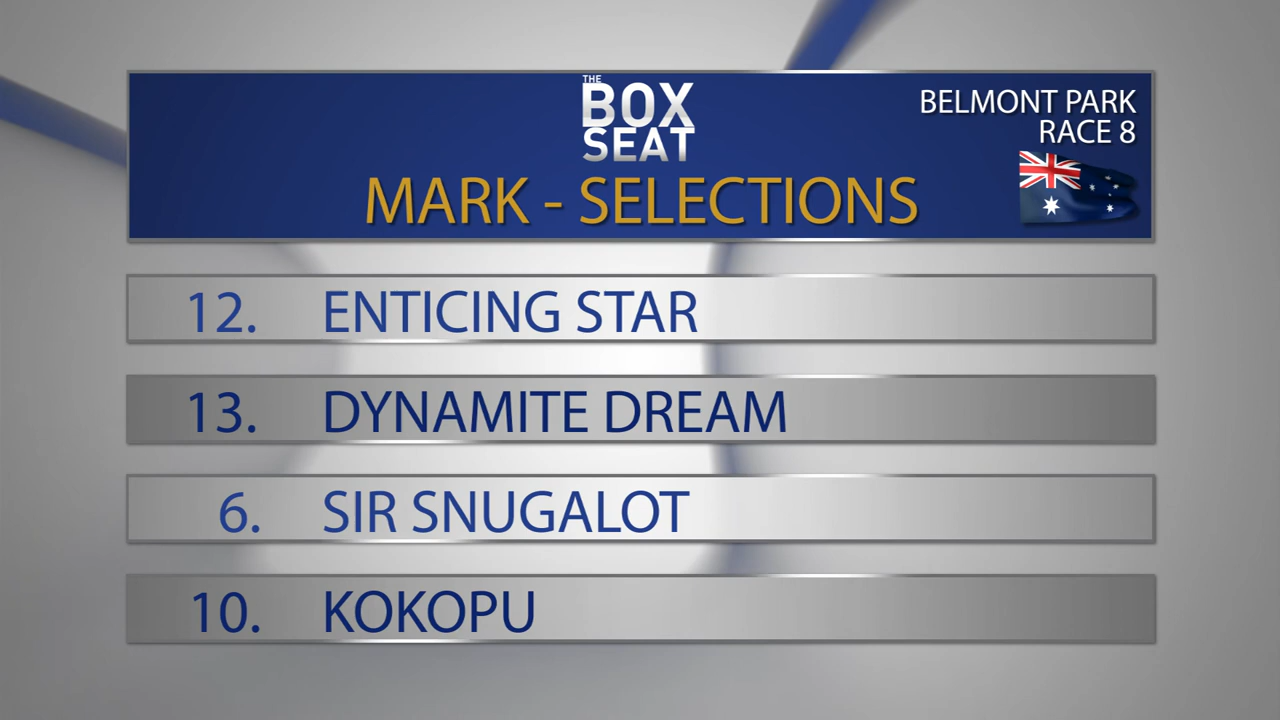 THE
BOX
SEAT
BELMONT PARK
RACE 8
MARK - SELECTIONS
12. ENTICING STAR
13. DYNAMITE DREAM
6. SIR SNUGALOT
10. KOKOPU